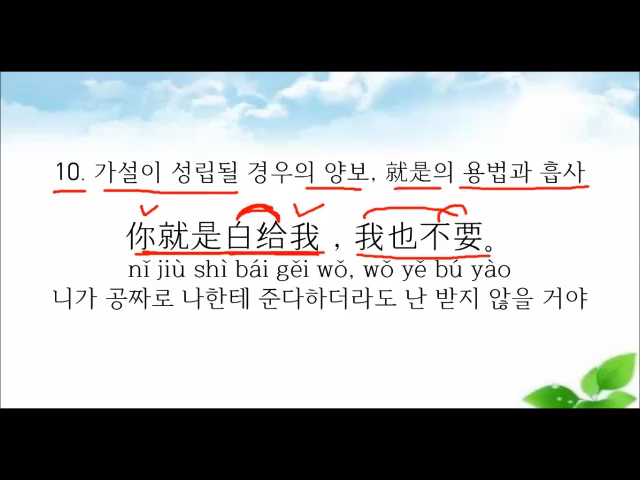 10. 가설이 성립될 경우의 양보, 就是의 용법과 흡사
你就是白给我，我也不要。
nǐ jiù shì bái gěi wǒ, wǒ yě bú yào
니가 공짜로 나한테 준다하더라도 난 받지 않을 거야